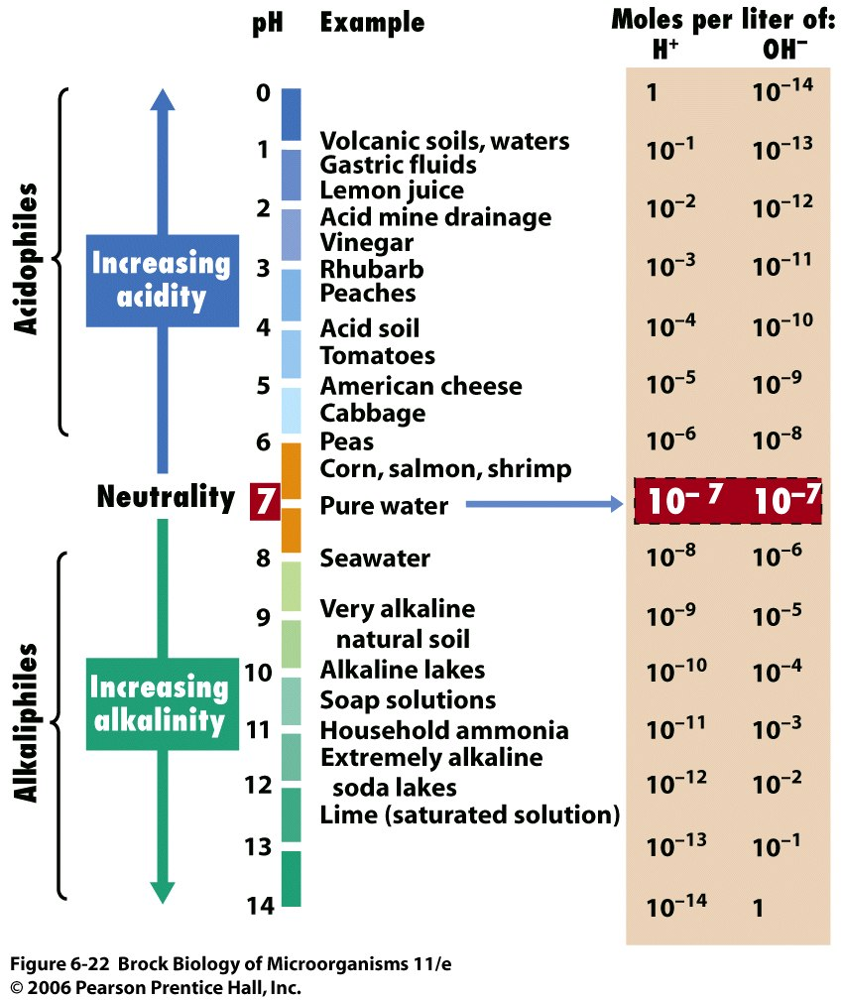 pH Example Moles per liter of:
H⁺ OH⁻
0 1 10⁻¹⁴
Volcanic soils, waters
1 10⁻¹ 10⁻¹³
Gastric fluids
Lemon juice
2 10⁻² 10⁻¹²
Acid mine drainage
Vinegar
3 Rhubarb 10⁻³ 10⁻¹¹
Peaches
4 Acid soil 10⁻⁴ 10⁻¹⁰
Tomatoes
5 American cheese 10⁻⁵ 10⁻⁹
Cabbage
6 Peas 10⁻⁶ 10⁻⁸
Corn, salmon, shrimp
Neutrality 7 Pure water 10⁻⁷ 10⁻⁷
8 Seawater 10⁻⁸ 10⁻⁶
Very alkaline
9 10⁻⁹ 10⁻⁵
natural soil
10 Alkaline lakes 10⁻¹⁰ 10⁻⁴
Soap solutions
11 Household ammonia 10⁻¹¹ 10⁻³
Extremely alkaline
12 soda lakes 10⁻¹² 10⁻²
Lime (saturated solution)
13 10⁻¹³ 10⁻¹
14 10⁻¹⁴ 1
Acidophiles
Increasing
acidity
Alkaliphiles
Increasing
alkalinity
Figure 6-22 Brock Biology of Microorganisms 11/e
© 2006 Pearson Prentice Hall, Inc.